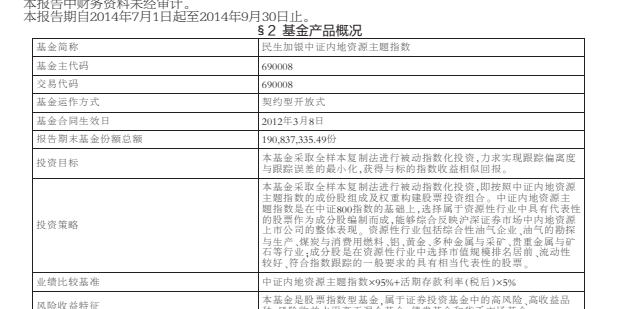 本报告中财务资料未经审计。
本报告期自2014年7月1日起至2014年9月30日止。
§2 基金产品概况
基金简称 民生加银中证内地资源主题指数
基金主代码 690008
交易代码 690008
基金运作方式 契约型开放式
基金合同生效日 2012年3月8日
报告期末基金份额总额 190,837,335.49份
投资目标 本基金采取全样本复制法进行被动指数化投资,力求实现跟踪偏离度
与跟踪误差的最小化,获得与标的指数收益相似回报。
投资策略 本基金采取全样本复制法进行被动指数化投资,即按照中证内地资源
主题指数的成份股组成及权重构建股票投资组合。中证内地资源主
题指数是在中证800指数的基础上,选择属于资源性行业中具有代表性
的股票作为成分股编制而成,能够综合反映沪深证券市场中内地资源
上市公司的整体表现。资源性行业包括综合性油气企业、油气的勘探
与生产、煤炭与消费用燃料、铝、黄金、多种金属与采矿、贵重金属与矿
石等行业;成分股是在资源性行业中选择市值规模排名居前、流动性
较好、符合指数跟踪的一般要求的具有相当代表性的股票。
业绩比较基准 中证内地资源主题指数×95%+活期存款利率(税后)×5%
风险收益特征 本基金是股票指数型基金,属于证券投资基金中的高风险、高收益品